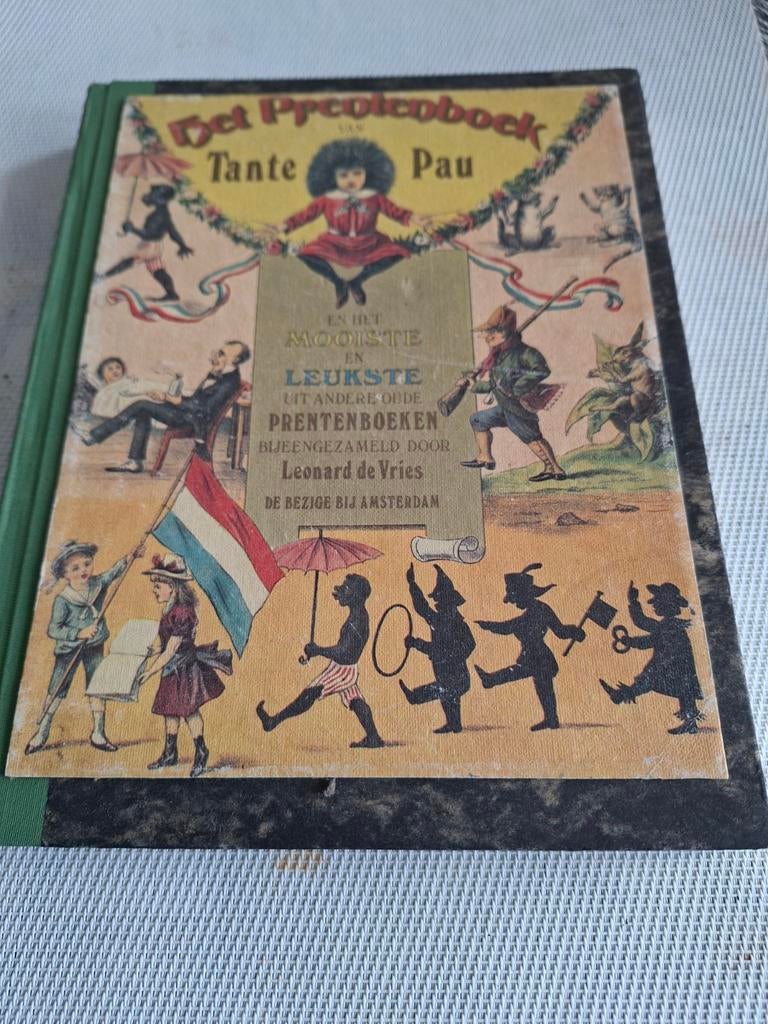 Het Prentenboek
VAN
Tante Pau
EN HET
MOOISTE
EN
LEUKSTE
UIT ANDERE OUDE
PRENTENBOEKEN
BIJEENGEZAMELD DOOR
Leonard de Vries
DE BEZIGE BIJ AMSTERDAM